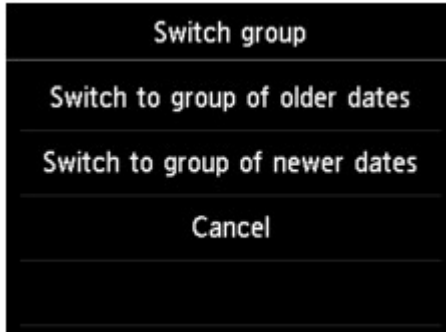 Switch group
Switch to group of older dates
Switch to group of newer dates
Cancel